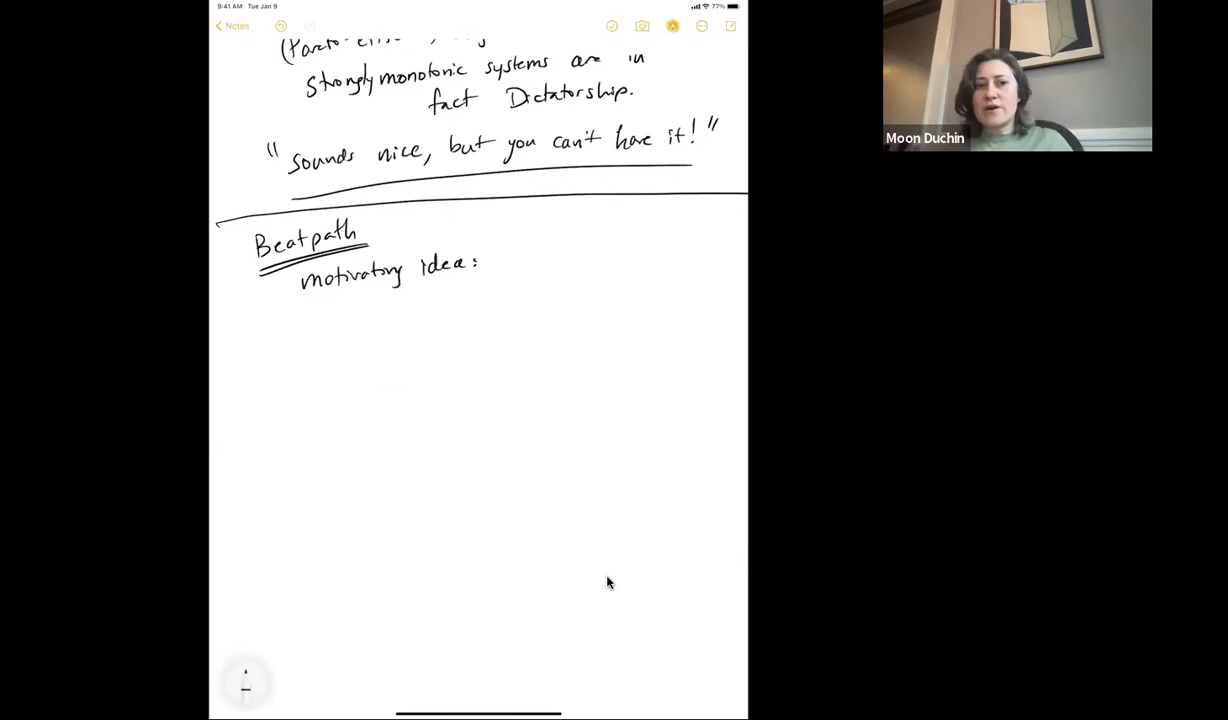 9:41 AM Tue Jan 9
77%
Notes
strongly monotonic systems are in
fact Dictatorship.
"sounds nice, but you can't have it!"
Beatpath
motivating idea:
Moon Duchin